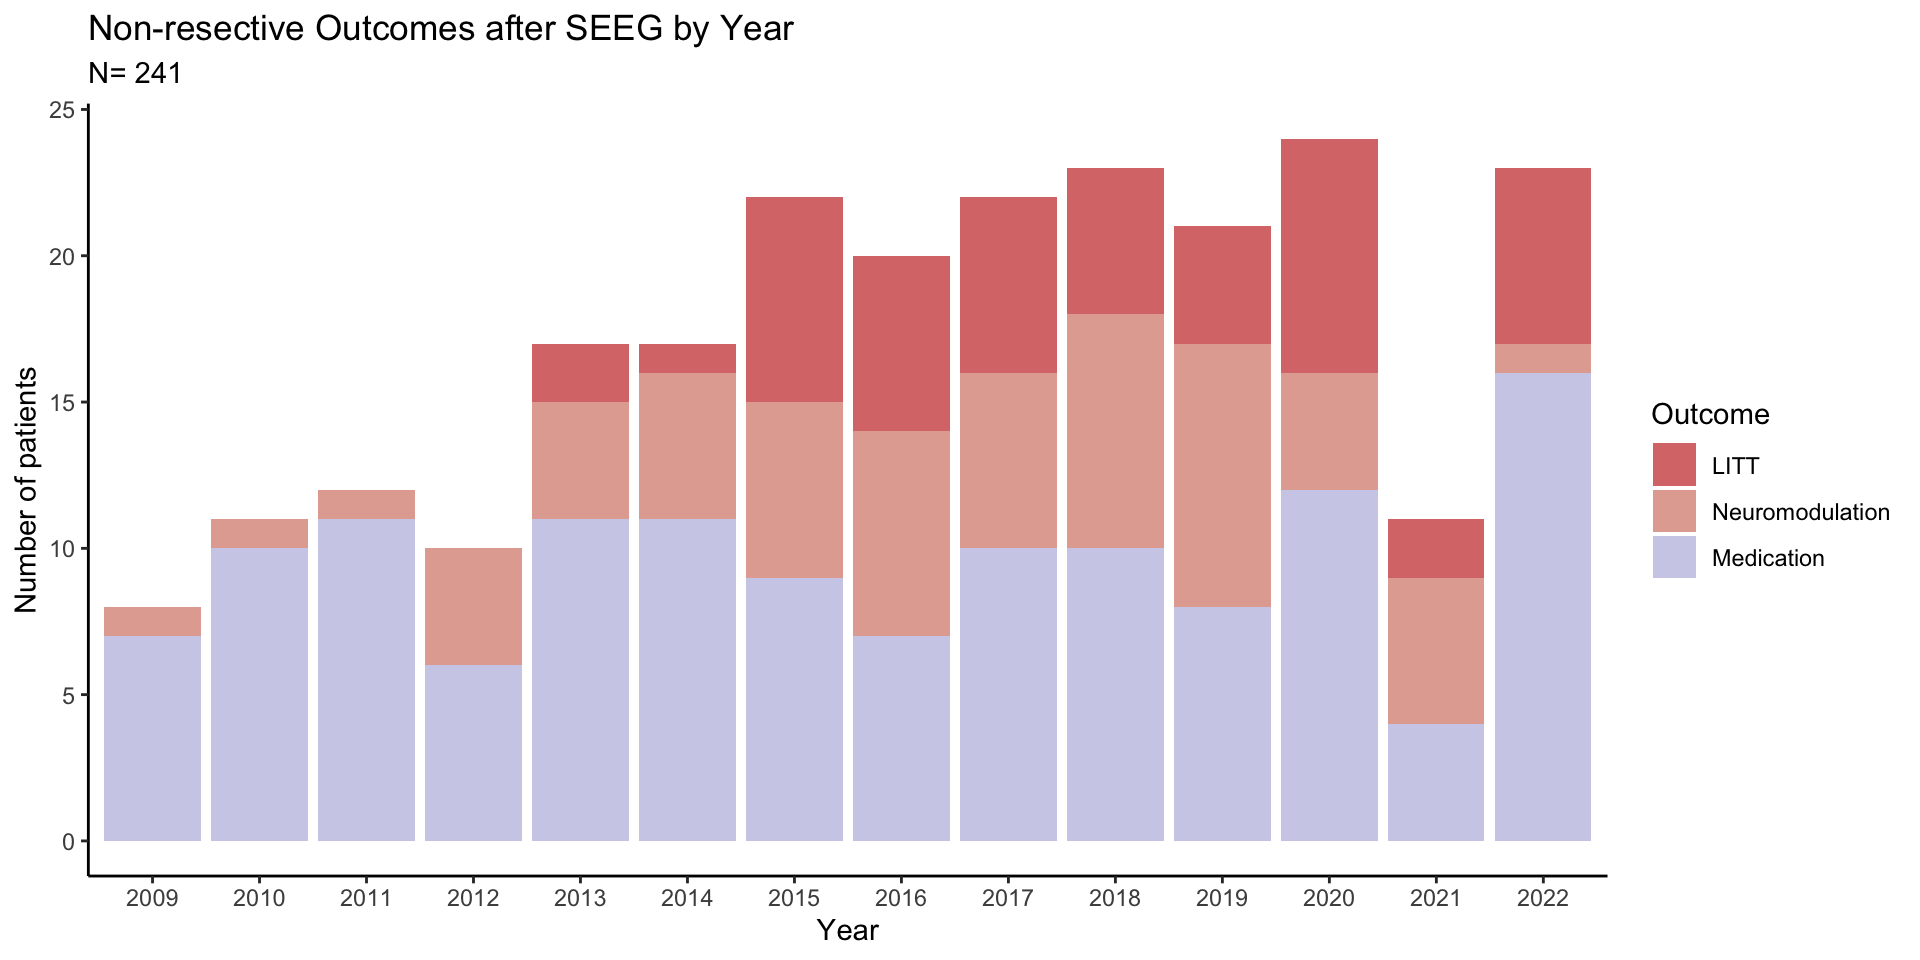 Non-resective Outcomes after SEEG by Year
N= 241
25
20
15
10
5
0
Number of patients
2009 2010 2011 2012 2013 2014 2015 2016 2017 2018 2019 2020 2021 2022
Year
Outcome
LITT
Neuromodulation
Medication